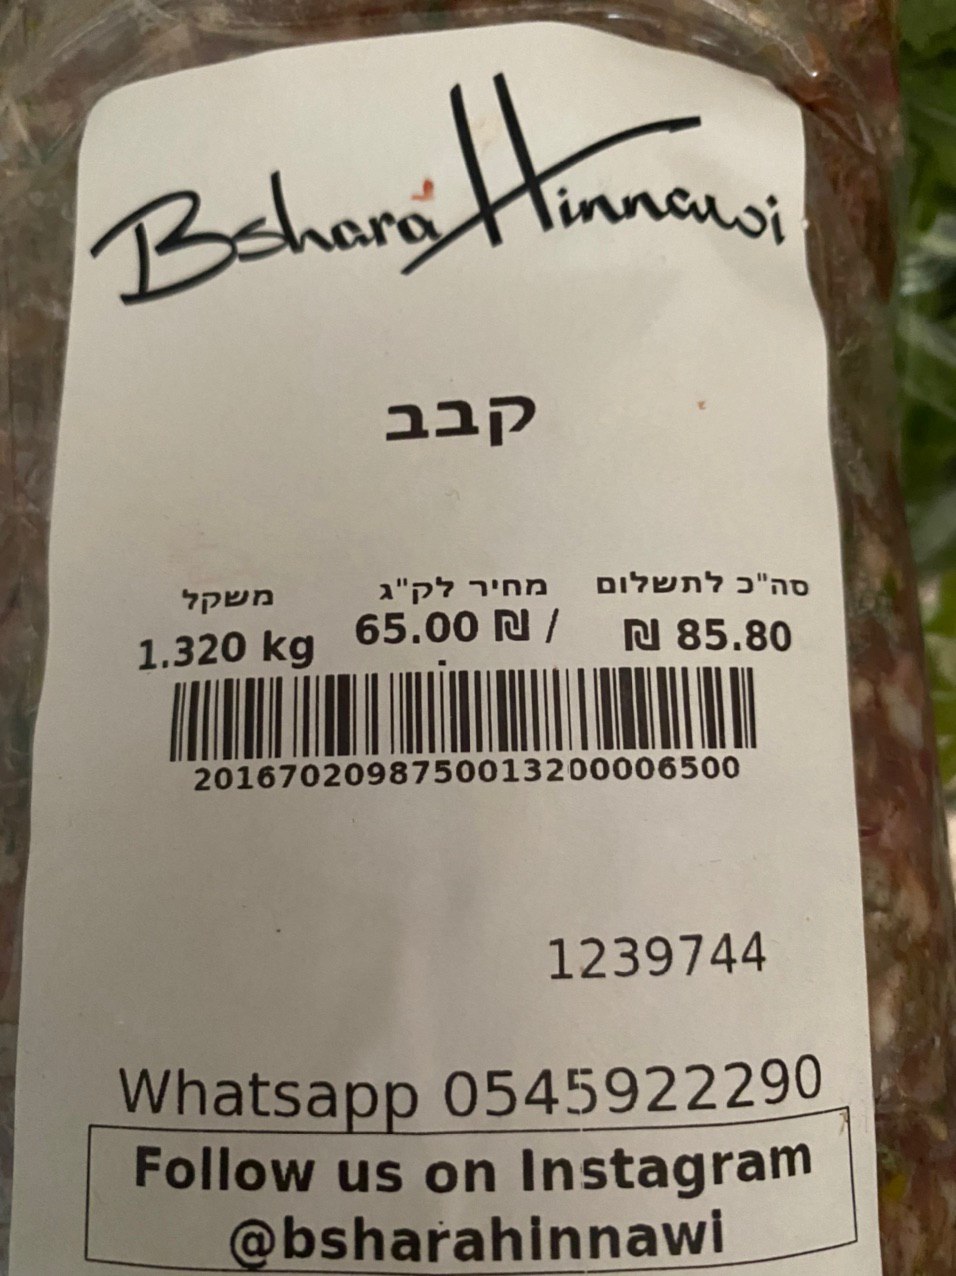 Bshara Hinnawi
קבב
סה"כ לתשלום מחיר לק"ג משקל
₪ 85.80 65.00 ₪ / 1.320 kg
2016702098750013200006500
1239744
Whatsapp 0545922290
Follow us on Instagram
@bsharahinnawi